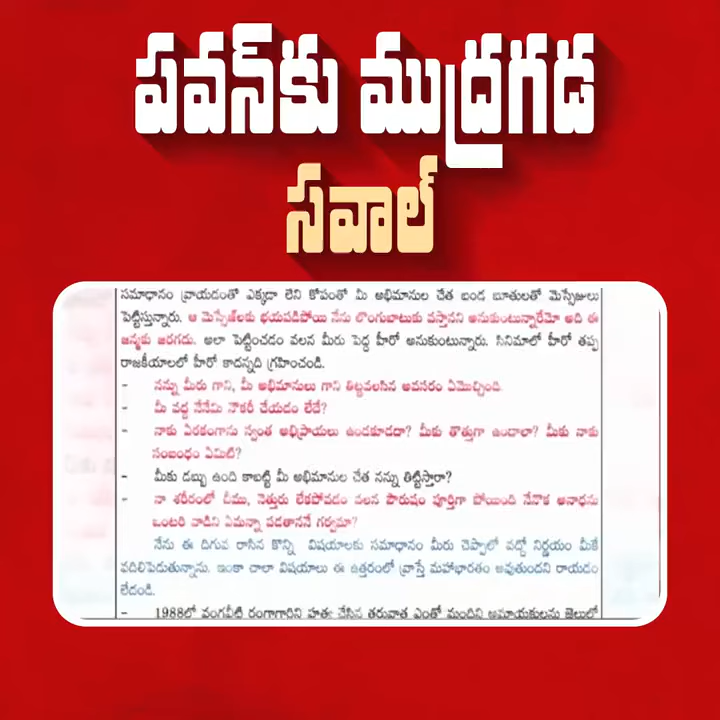 పవన్‌కు ముద్రగడ
సవాల్
సమాధానం వ్రాయడంతో ఎక్కడా లేని కోపంతో మీ అభిమానుల చేత బండ బూతులతో మెస్సేజులు
పెట్టిస్తున్నారు. ఆ మెస్సేజ్‌లకు భయపడిపోయి నేను లొంగుబాటుకు వస్తానని అనుకుంటున్నారేమో అది ఈ
జన్మకు జరగదు. అలా పెట్టించడం వలన మీరు పెద్ద హీరో అనుకుంటున్నారు. సినిమాలో హీరో తప్ప
రాజకీయాలలో హీరో కాదన్నది గ్రహించండి.
- నన్ను మీరు గాని, మీ అభిమానులు గాని తిట్టవలసిన అవసరం ఏమొచ్చింది.
- మీ వద్ద నేనేమి నౌకరీ చేయడం లేదే?
- నాకు ఏరకంగాను స్వంత అభిప్రాయలు ఉండకూడదా? మీకు తొత్తుగా ఉండాలా? మీకు నాకు
సంబంధం ఏమిటి?
- మీకు డబ్బు ఉంది కాబట్టి మీ అభిమానుల చేత నన్ను తిట్టిస్తారా?
- నా శరీరంలో చీము, నెత్తురు లేకపోవడం వలన పౌరుషం పూర్తిగా పోయింది నేనొక అనాధను
ఒంటరి వాడిని ఏమన్నా పడతాననే గర్వమా?
నేను ఈ దిగువ రాసిన కొన్ని విషయాలకు సమాధానం మీరు చెప్పాలో వద్దో నిర్ణయం మీకే
వదిలిపెడుతున్నాను. ఇంకా చాలా విషయాలు ఈ ఉత్తరంలో వ్రాస్తే మహాభారతం అవుతుందని రాయడం
లేదండి.
- 1988లో వంగవీటి రంగాగారిని హత్య చేసిన తరువాత ఎంతో మందిని అమాయకులను జైలులో